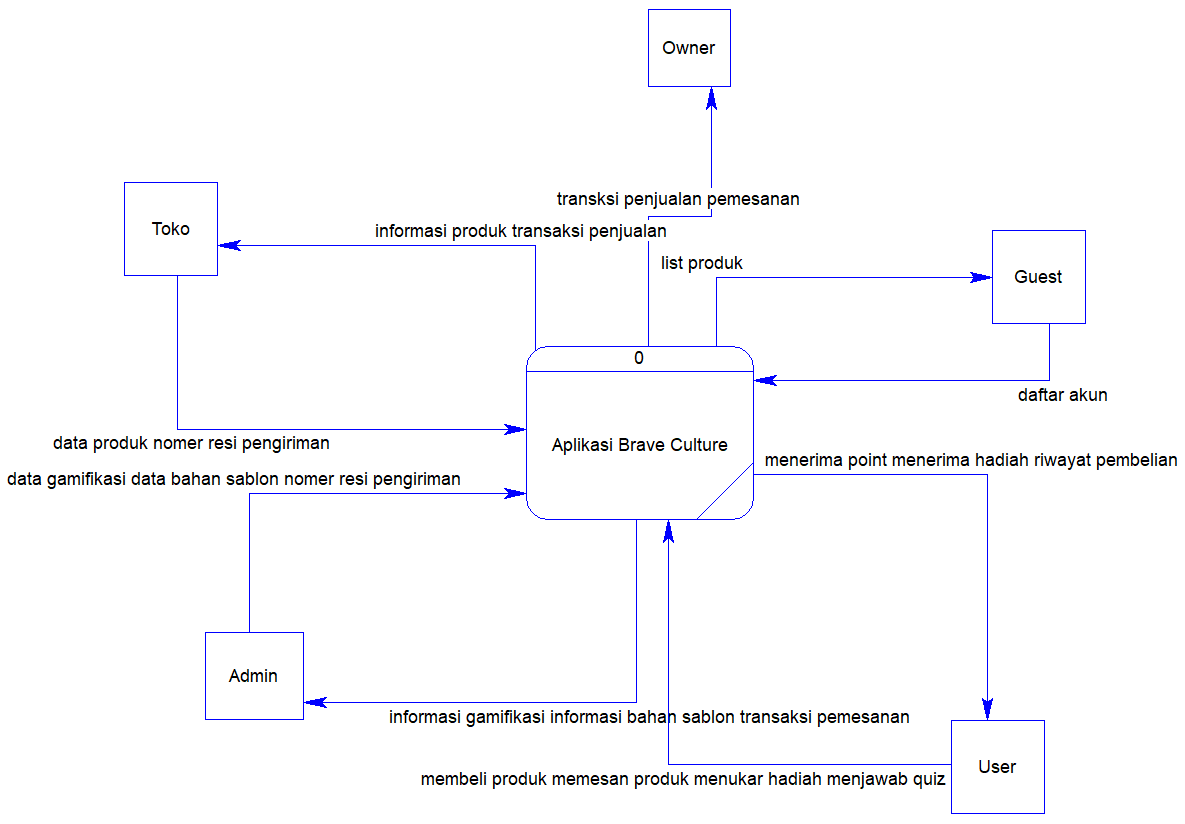 Owner
transksi penjualan pemesanan
Toko
informasi produk transaksi penjualan
list produk
Guest
0
daftar akun
data produk nomer resi pengiriman
Aplikasi Brave Culture
menerima point menerima hadiah riwayat pembelian
data gamifikasi data bahan sablon nomer resi pengiriman
Admin
informasi gamifikasi informasi bahan sablon transaksi pemesanan
User
membeli produk memesan produk menukar hadiah menjawab quiz